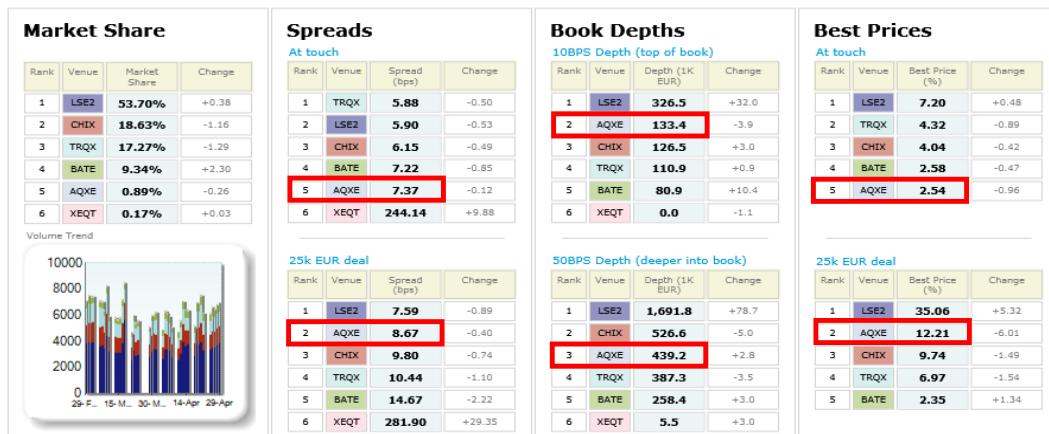 Market Share
Rank Venue Market Share Change
1 LSE2 53.70% +0.38
2 CHIX 18.63% -1.16
3 TRQX 17.27% -1.29
4 BATE 9.34% +2.30
5 AQXE 0.89% -0.26
6 XEQT 0.17% +0.03
Volume Trend
10000
8000
6000
4000
2000
0
29-F... 15-M... 30-M... 14-Apr 29-Apr
Spreads
At touch
Rank Venue Spread (bps) Change
1 TRQX 5.88 -0.50
2 LSE2 5.90 -0.53
3 CHIX 6.15 -0.49
4 BATE 7.22 -0.85
5 AQXE 7.37 -0.12
6 XEQT 244.14 +9.88
25k EUR deal
Rank Venue Spread (bps) Change
1 LSE2 7.59 -0.89
2 AQXE 8.67 -0.40
3 CHIX 9.80 -0.74
4 TRQX 10.44 -1.10
5 BATE 14.67 -2.22
6 XEQT 281.90 +29.35
Book Depths
10BPS Depth (top of book)
Rank Venue Depth (1K EUR) Change
1 LSE2 326.5 +32.0
2 AQXE 133.4 -3.9
3 CHIX 126.5 +3.0
4 TRQX 110.9 +0.9
5 BATE 80.9 +10.4
6 XEQT 0.0 -1.1
50BPS Depth (deeper into book)
Rank Venue Depth (1K EUR) Change
1 LSE2 1,691.8 +78.7
2 CHIX 526.6 -5.0
3 AQXE 439.2 +2.8
4 TRQX 387.3 -3.5
5 BATE 258.4 +3.0
6 XEQT 5.5 +3.0
Best Prices
At touch
Rank Venue Best Price (%) Change
1 LSE2 7.20 +0.48
2 TRQX 4.32 -0.89
3 CHIX 4.04 -0.42
4 BATE 2.58 -0.47
5 AQXE 2.54 -0.96
25k EUR deal
Rank Venue Best Price (%) Change
1 LSE2 35.06 +5.32
2 AQXE 12.21 -6.01
3 CHIX 9.74 -1.49
4 TRQX 6.97 -1.54
5 BATE 2.35 +1.34